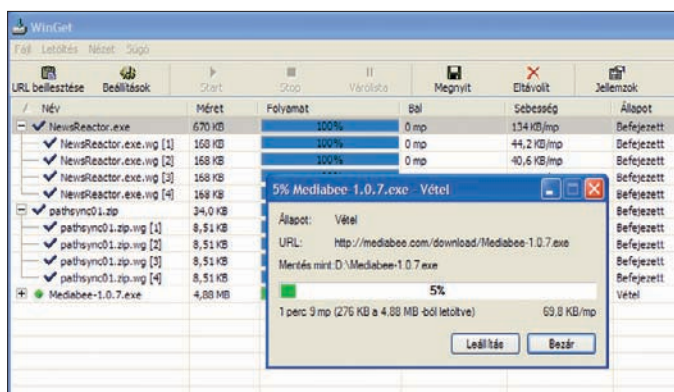 WinGet
Fájl Letöltés Nézet Súgó
URL beillesztése Beállítások Start Stop Várólista Megnyit Eltávolít Jellemzok
/ Név Méret Folyamat Bal Sebesség Állapot
NewsReactor.exe 670 KB 100% 0 mp 134 KB/mp Befejezett
NewsReactor.exe.wg [1] 168 KB 100% 0 mp 44,2 KB/mp Befejezett
NewsReactor.exe.wg [2] 168 KB 100% 0 mp 40,6 KB/mp Befejezett
NewsReactor.exe.wg [3] 168 KB Befejezett
NewsReactor.exe.wg [4] 168 KB Befejezett
pathsync01.zip 34,0 KB Befejezett
pathsync01.zip.wg [1] 8,51 KB Befejezett
pathsync01.zip.wg [2] 8,51 KB Befejezett
pathsync01.zip.wg [3] 8,51 KB Befejezett
pathsync01.zip.wg [4] 8,51 KB Befejezett
Mediabee-1.0.7.exe 4,88 MB Vétel
5% Mediabee-1.0.7.exe - Vétel
Állapot: Vétel
URL: http://mediabee.com/download/Mediabee-1.0.7.exe
Mentés mint: D:\Mediabee-1.0.7.exe
5%
1 perc 9 mp (276 KB a 4,88 MB -ból letöltve) 69,8 KB/mp
Leállítás Bezár